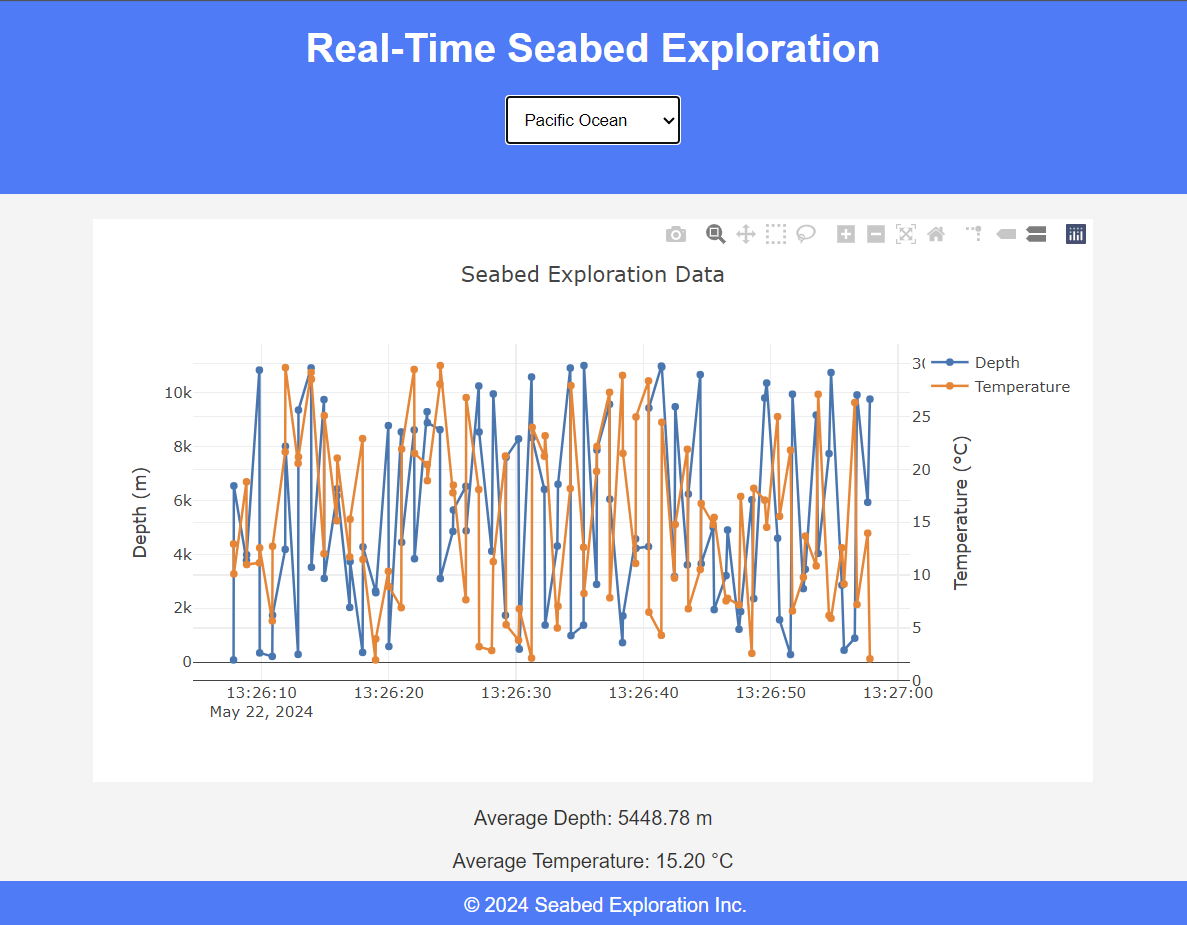 Real-Time Seabed Exploration
Pacific Ocean
Seabed Exploration Data
Depth (m)
10k
8k
6k
4k
2k
0
30
25
20
15
10
5
0
Temperature (°C)
Depth
Temperature
13:26:10 13:26:20 13:26:30 13:26:40 13:26:50 13:27:00
May 22, 2024
Average Depth: 5448.78 m
Average Temperature: 15.20 °C
© 2024 Seabed Exploration Inc.